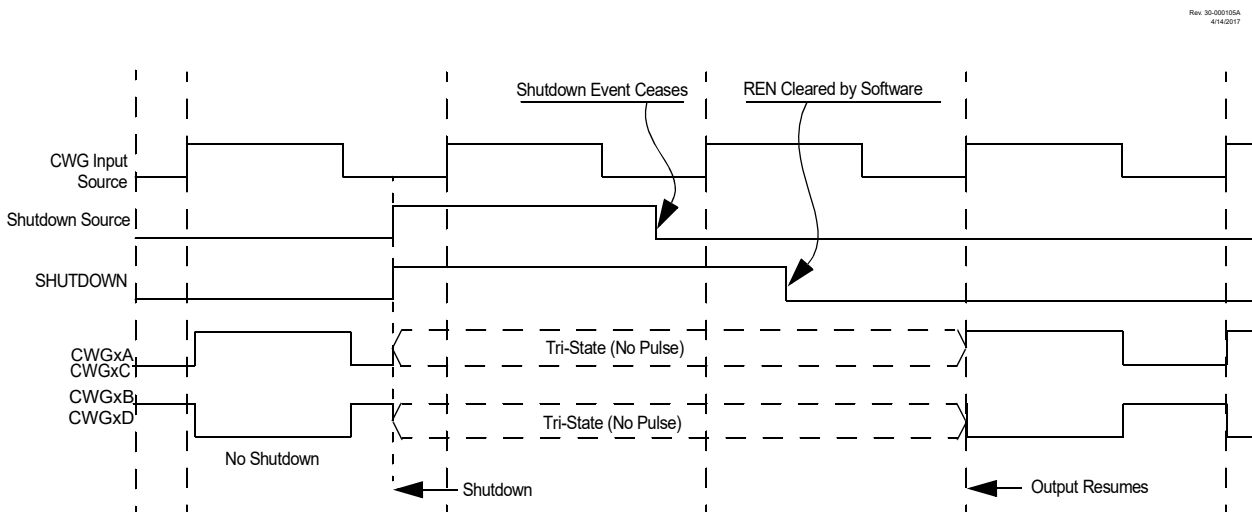 Rev. 30-000105A
4/14/2017
Shutdown Event Ceases
REN Cleared by Software
CWG Input
Source
Shutdown Source
SHUTDOWN
CWGxA
CWGxC
Tri-State (No Pulse)
CWGxB
CWGxD
Tri-State (No Pulse)
No Shutdown
Shutdown
Output Resumes